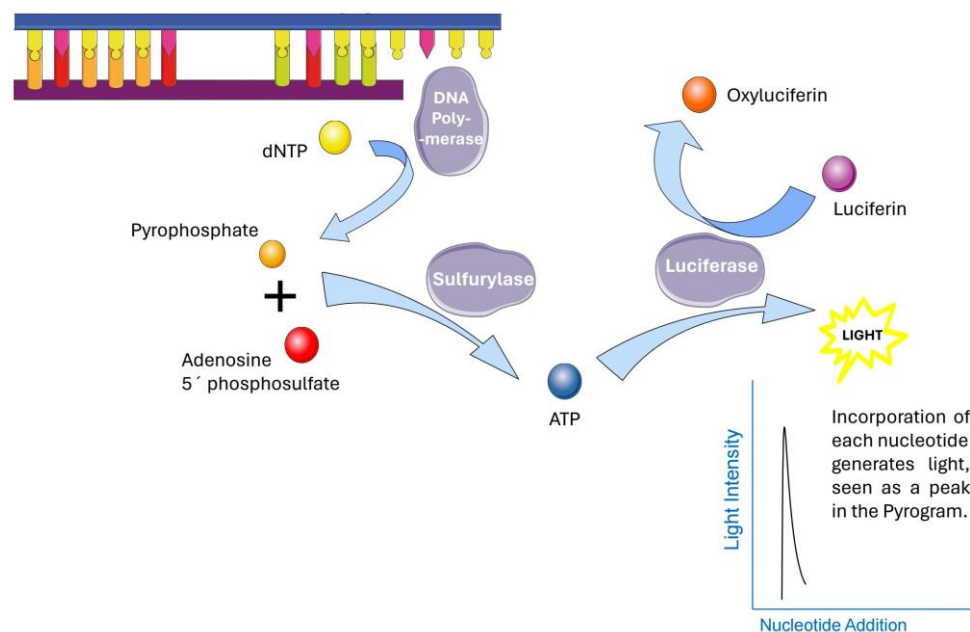 DNA
Poly-
-merase
dNTP
Oxyluciferin
Luciferin
Pyrophosphate
+
Sulfurylase
Luciferase
Adenosine
5´ phosphosulfate
ATP
LIGHT
Incorporation of
each nucleotide
generates light,
seen as a peak
in the Pyrogram.
Light Intensity
Nucleotide Addition